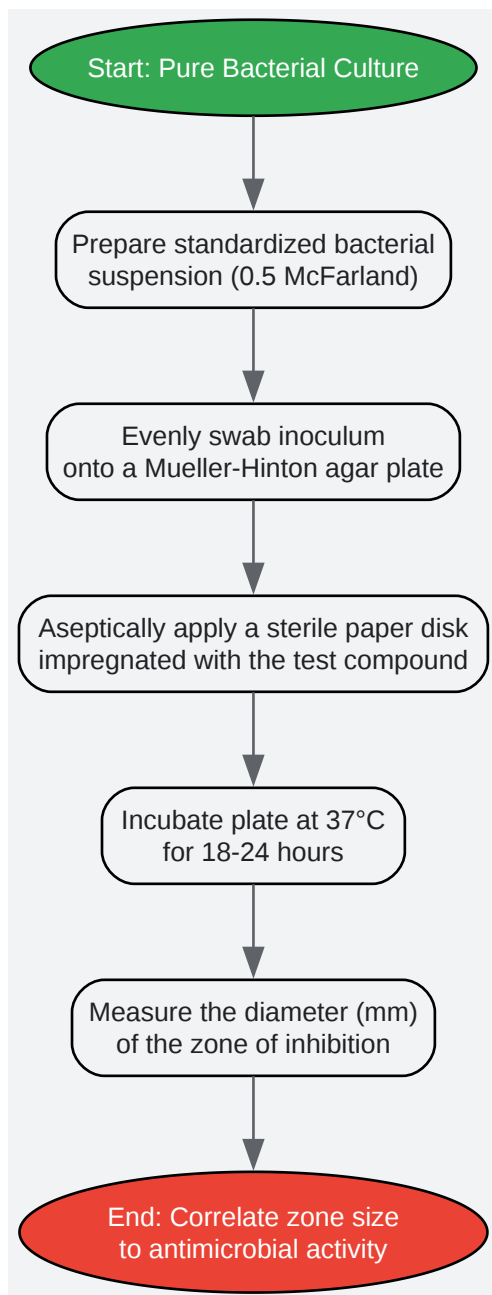 Start: Pure Bacterial Culture
Prepare standardized bacterial
suspension (0.5 McFarland)
Evenly swab inoculum
onto a Mueller-Hinton agar plate
Aseptically apply a sterile paper disk
impregnated with the test compound
Incubate plate at 37°C
for 18-24 hours
Measure the diameter (mm)
of the zone of inhibition
End: Correlate zone size
to antimicrobial activity